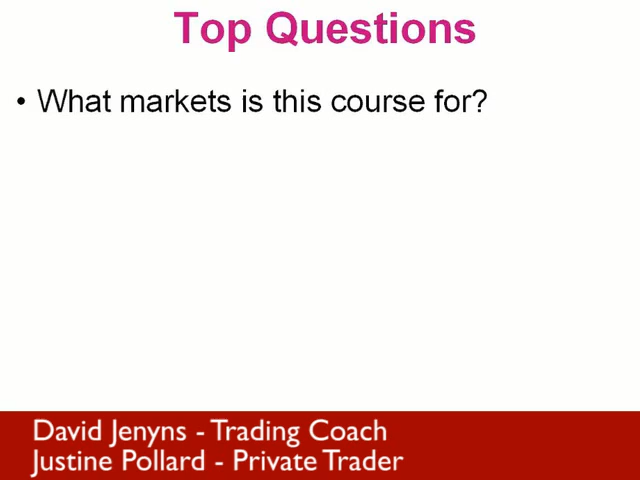 Top Questions
• What markets is this course for?
David Jenyns - Trading Coach
Justine Pollard - Private Trader